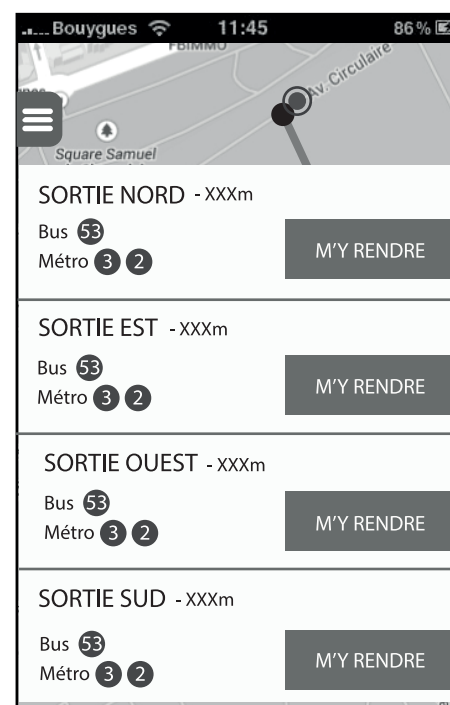 Bouygues 11:45 86%
FBIMMO
Av. Circulaire
Square Samuel
SORTIE NORD - XXXm
Bus 53
Métro 3 2
M'Y RENDRE
SORTIE EST - XXXm
Bus 53
Métro 3 2
M'Y RENDRE
SORTIE OUEST - XXXm
Bus 53
Métro 3 2
M'Y RENDRE
SORTIE SUD - XXXm
Bus 53
Métro 3 2
M'Y RENDRE